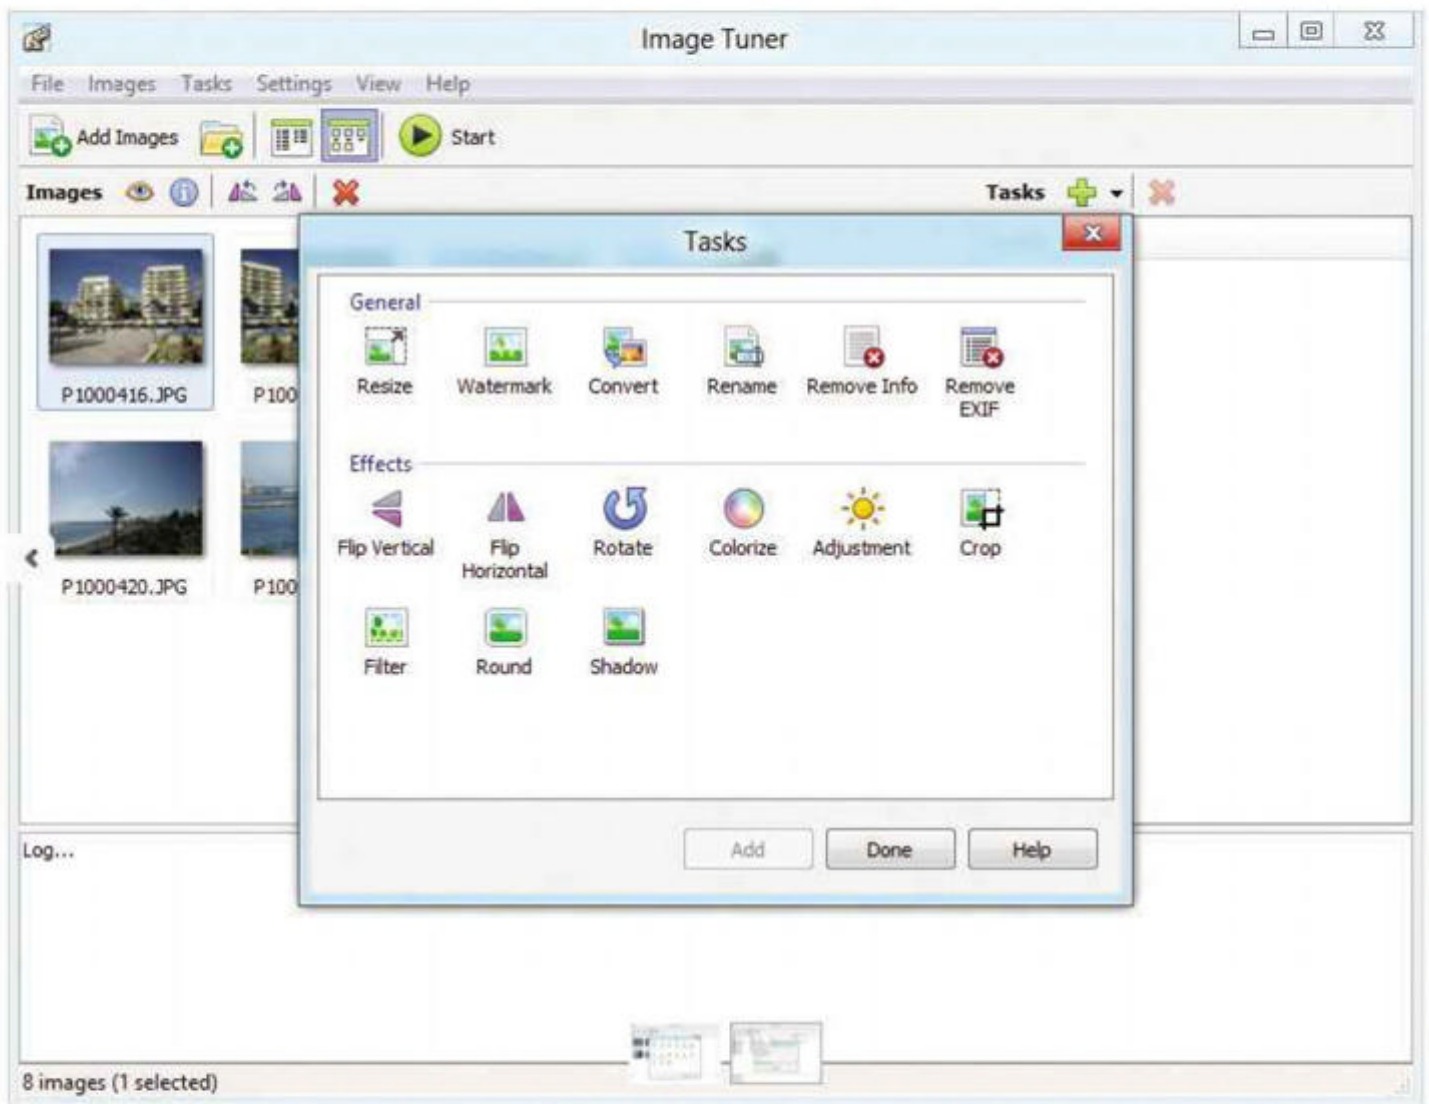 Image Tuner
File Images Tasks Settings View Help
Add Images Start
Images Tasks
Tasks
General
Resize Watermark Convert Rename Remove Info Remove EXIF
Effects
Flip Vertical Flip Horizontal Rotate Colorize Adjustment Crop
Filter Round Shadow
P1000416.JPG P100
P1000420.JPG P100
Add Done Help
Log...
8 images (1 selected)